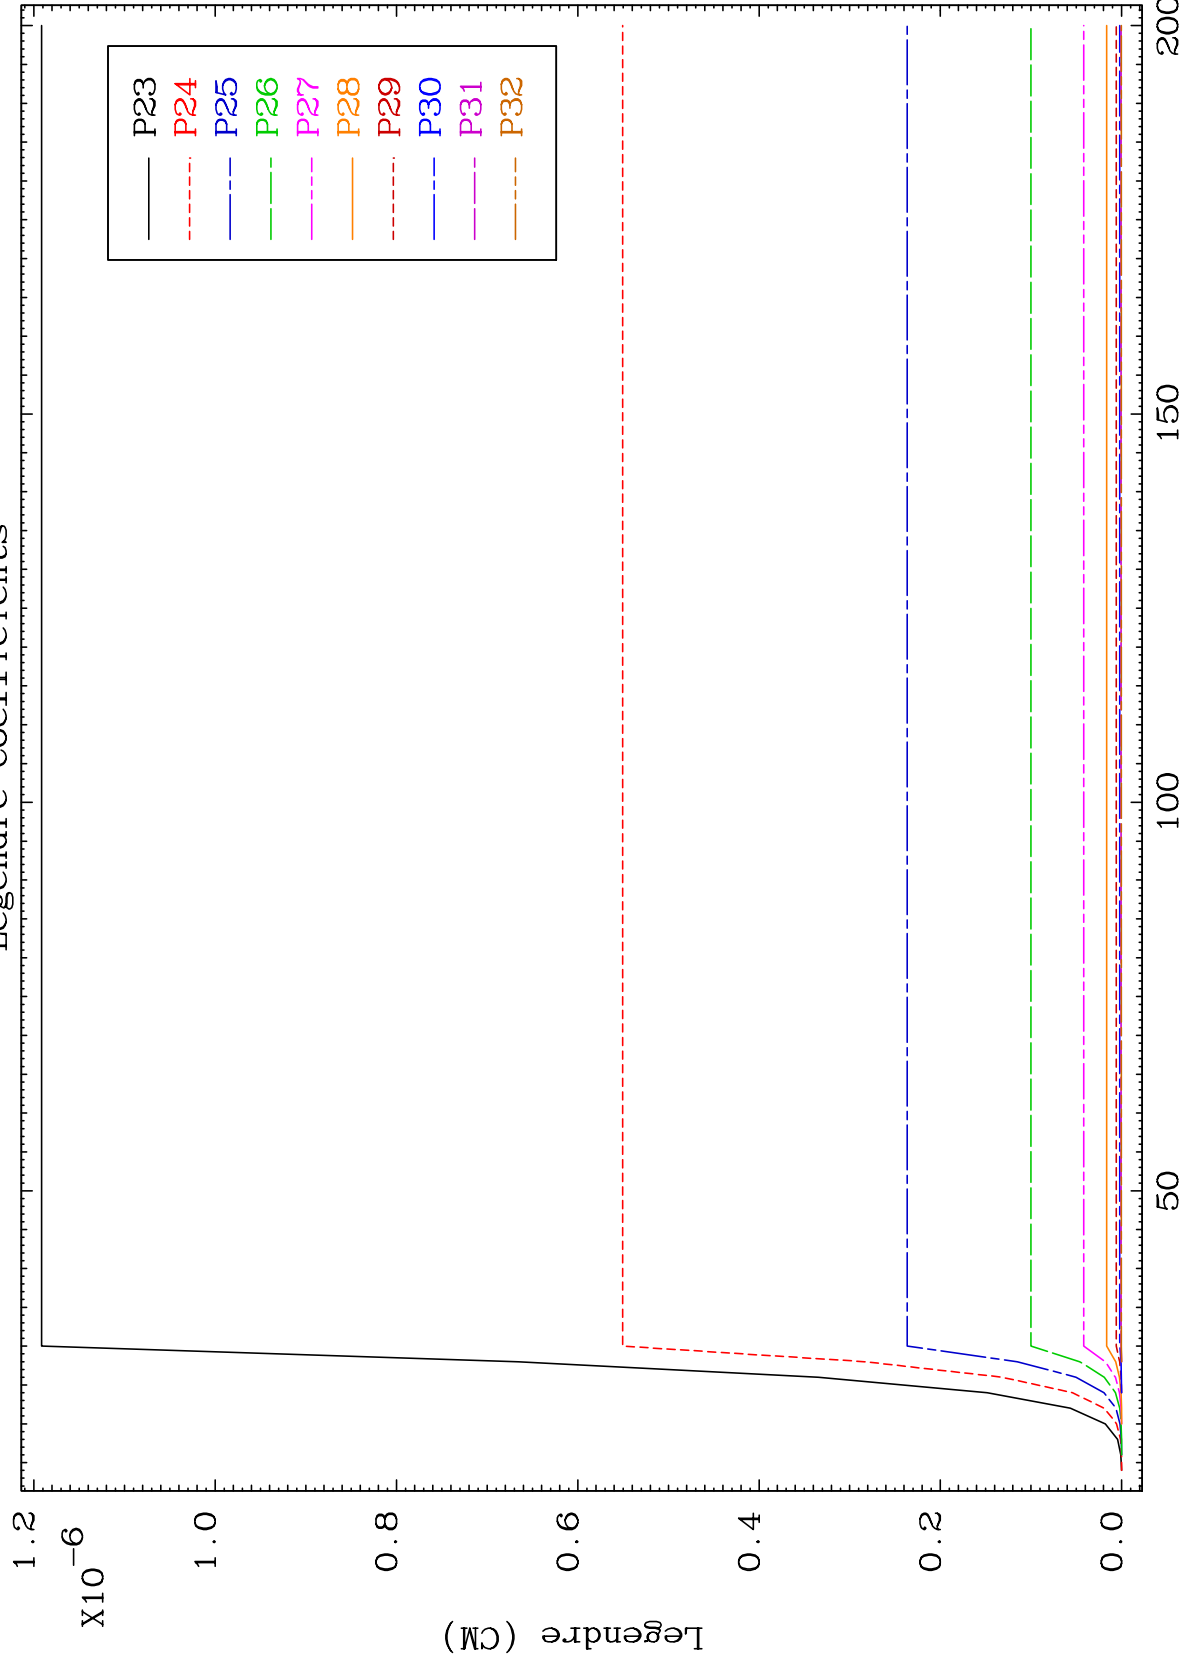 Legendre Coefficients
P23
P24
P25
P26
P27
P28
P29
P30
P31
P32
1.2
1.0
0.8
0.6
0.4
0.2
0.0
X10-6
Legendre (CM)
50
100
150
200